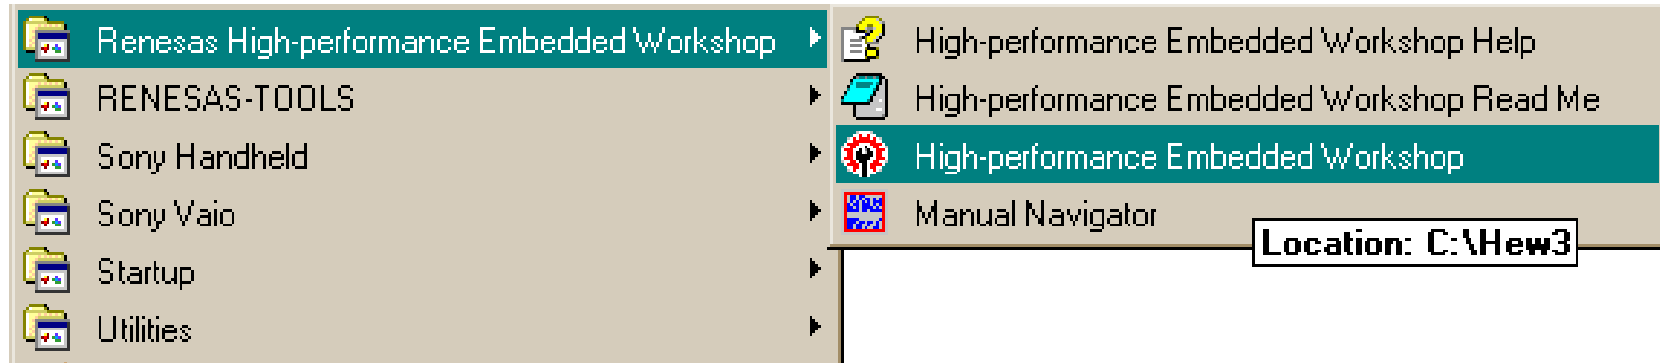 Renesas High-performance Embedded Workshop
RENESAS-TOOLS
Sony Handheld
Sony Vaio
Startup
Utilities
High-performance Embedded Workshop Help
High-performance Embedded Workshop Read Me
High-performance Embedded Workshop
Manual Navigator
Location: C:\Hew3